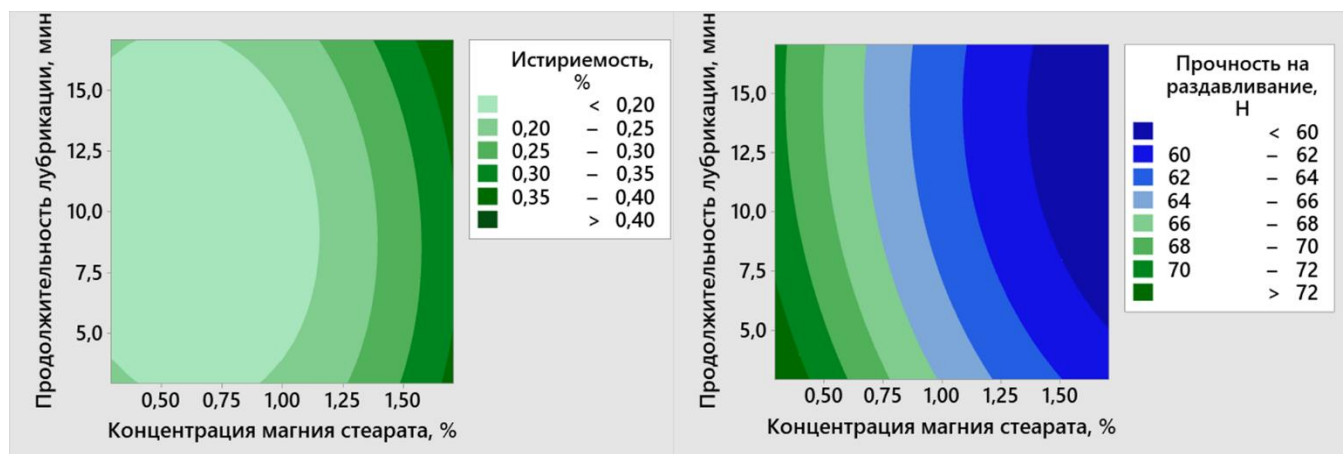 Продолжительность лубрикации, мин
15,0
12,5
10,0
7,5
5,0
0,50 0,75 1,00 1,25 1,50
Концентрация магния стеарата, %
Истириемость,
%
< 0,20
0,20 – 0,25
0,25 – 0,30
0,30 – 0,35
0,35 – 0,40
> 0,40
Продолжительность лубрикации, мин
15,0
12,5
10,0
7,5
5,0
0,50 0,75 1,00 1,25 1,50
Концентрация магния стеарата, %
Прочность на
раздавливание,
Н
< 60
60 – 62
62 – 64
64 – 66
66 – 68
68 – 70
70 – 72
> 72